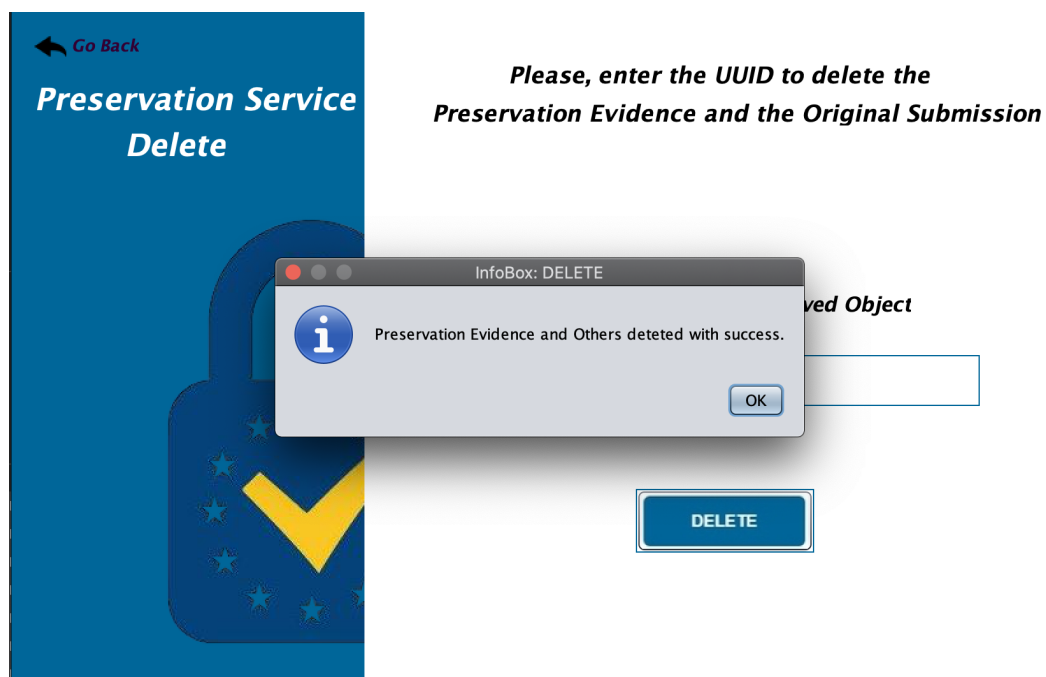 Go Back
Preservation Service
Delete
Please, enter the UUID to delete the
Preservation Evidence and the Original Submission
InfoBox: DELETE
Object
Preservation Evidence and Others deteted with success.
OK
DELETE